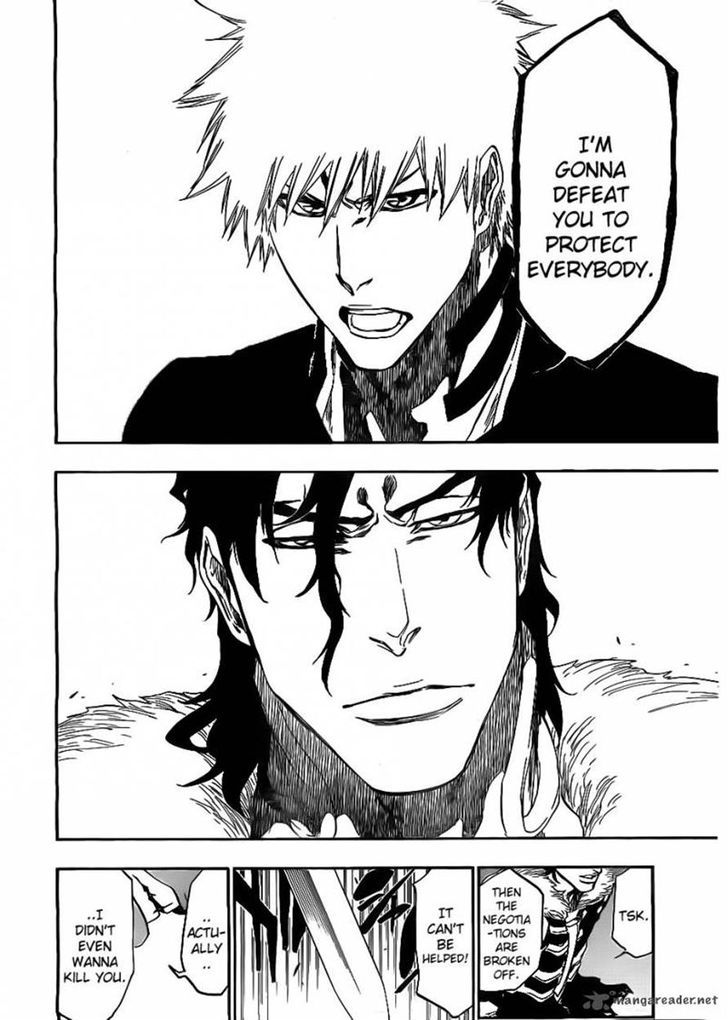 I'M
GONNA
DEFEAT
YOU TO
PROTECT
EVERYBODY.
TSK.
THEN
THE
NEGOTIA
-TIONS
ARE
BROKEN
OFF.
IT
CAN'T
BE
HELPED!
..
ACTU-
ALLY
..
..I
DIDN'T
EVEN
WANNA
KILL YOU.
mangareader.net